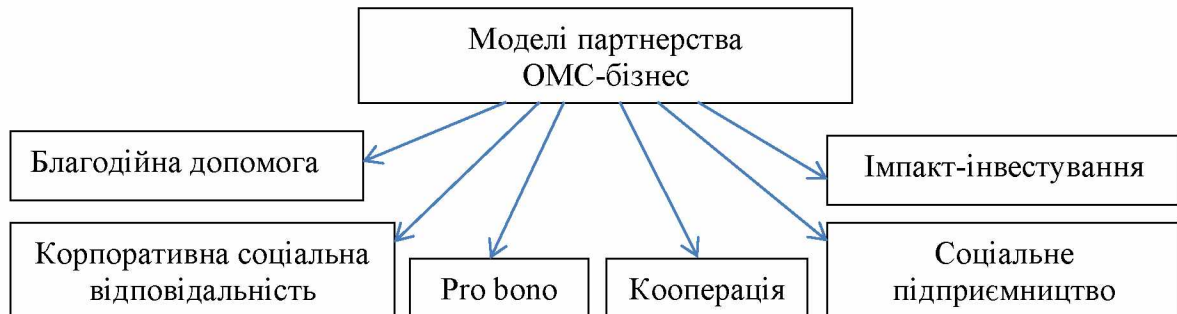 Моделі партнерства
ОМС-бізнес
Благодійна допомога
Імпакт-інвестування
Корпоративна соціальна
відповідальність
Pro bono
Кооперація
Соціальне
підприємництво